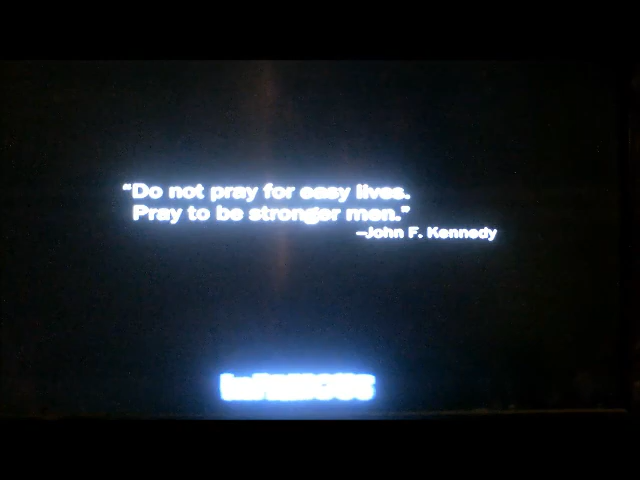 “Do not pray for easy lives.
Pray to be stronger men.”
–John F. Kennedy